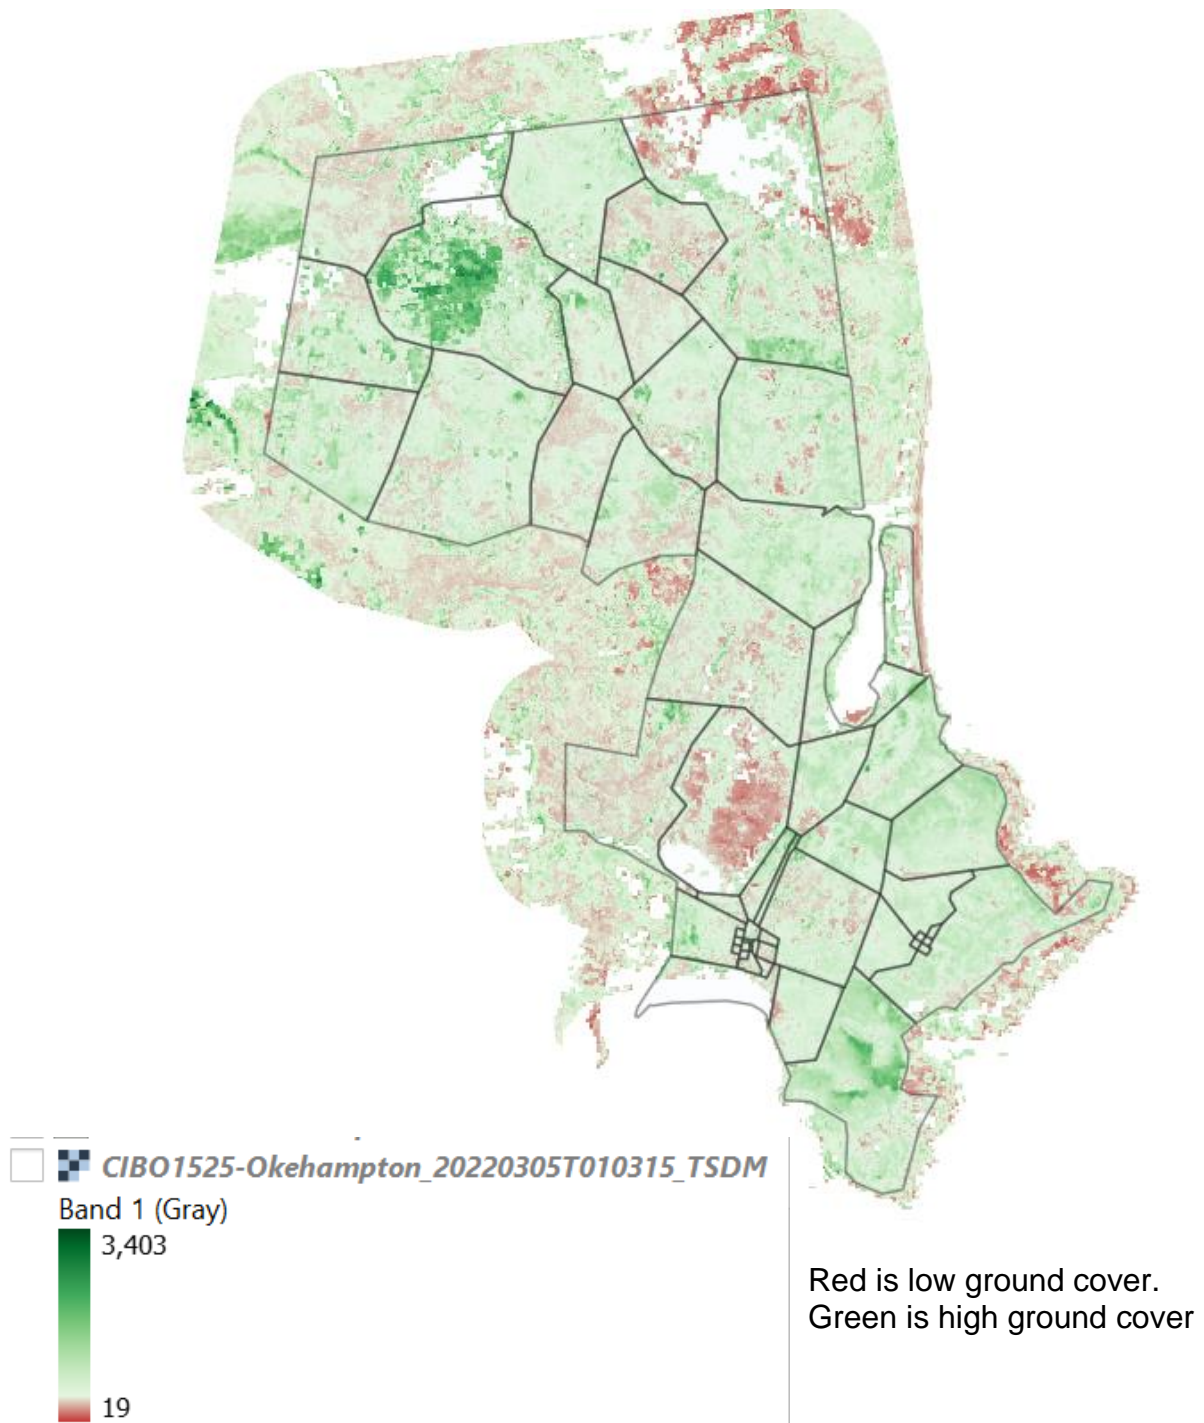 CIBO1525-Okehampton_20220305T010315_TSDM
Band 1 (Gray)
3,403
19
Red is low ground cover.
Green is high ground cover